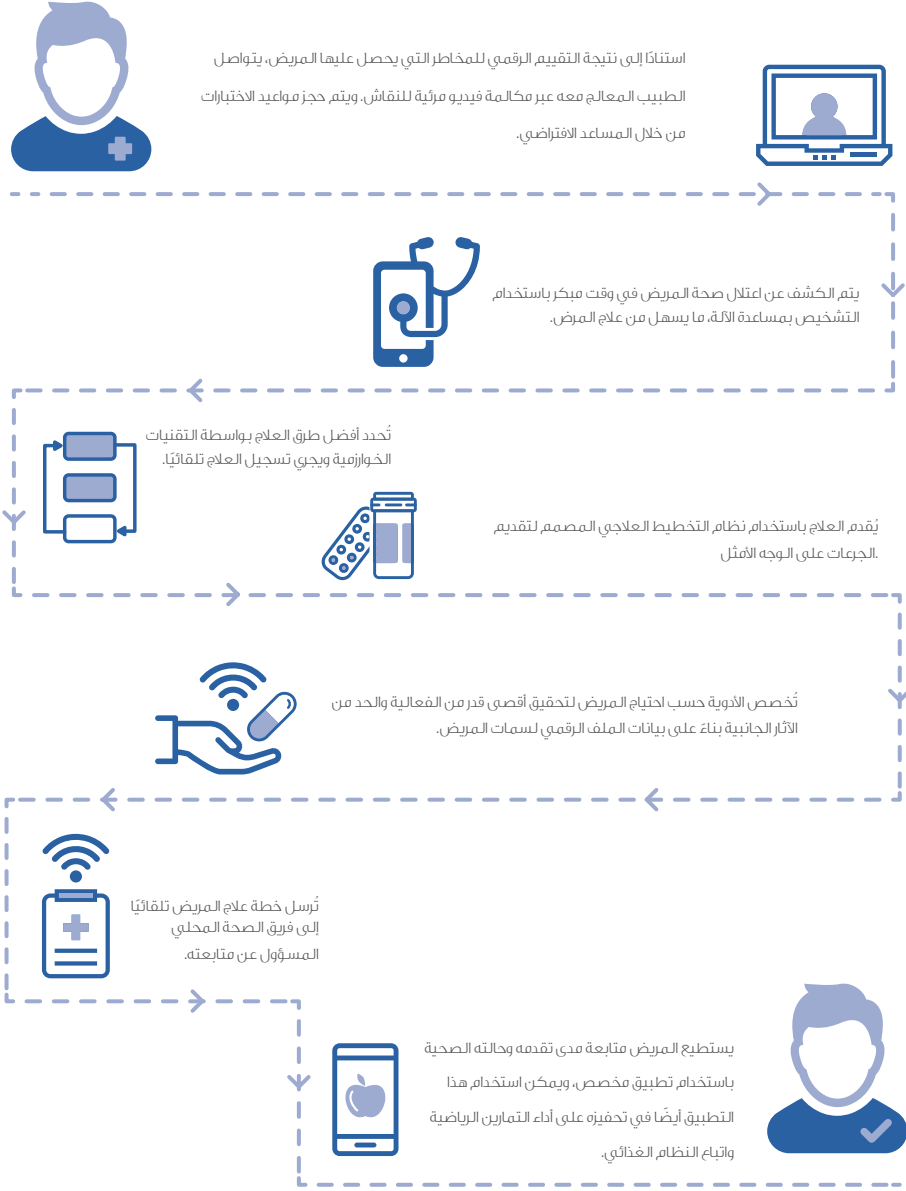 استنادًا إلى نتيجة التقييم الرقمي للمخاطر التي يحصل عليها المريض، يتواصل
الطبيب المعالج معه عبر مكالمة فيديو مرئية للنقاش. ويتم حجز مواعيد الاختبارات
من خلال المساعد الافتراضي.
يتم الكشف عن اعتلال صحة المريض في وقت مبكر باستخدام
التشخيص بمساعدة الآلة، ما يسهل من علاج المرض.
تُحدد أفضل طرق العلاج بواسطة التقنيات
الخوارزمية ويجري تسجيل العلاج تلقائيًا.
يُقدم العلاج باستخدام نظام التخطيط العلاجي المصمم لتقديم
.الجرعات على الوجه الأمثل
تُخصص الأدوية حسب احتياج المريض لتحقيق أقصى قدر من الفعالية والحد من
الآثار الجانبية بناءً على بيانات الملف الرقمي لسمات المريض.
تُرسل خطة علاج المريض تلقائيًا
إلى فريق الصحة المحلي
المسؤول عن متابعته.
يستطيع المريض متابعة مدى تقدمه وحالته الصحية
باستخدام تطبيق مخصص، ويمكن استخدام هذا
التطبيق أيضًا في تحفيزه على أداء التمارين الرياضية
واتباع النظام الغذائي.